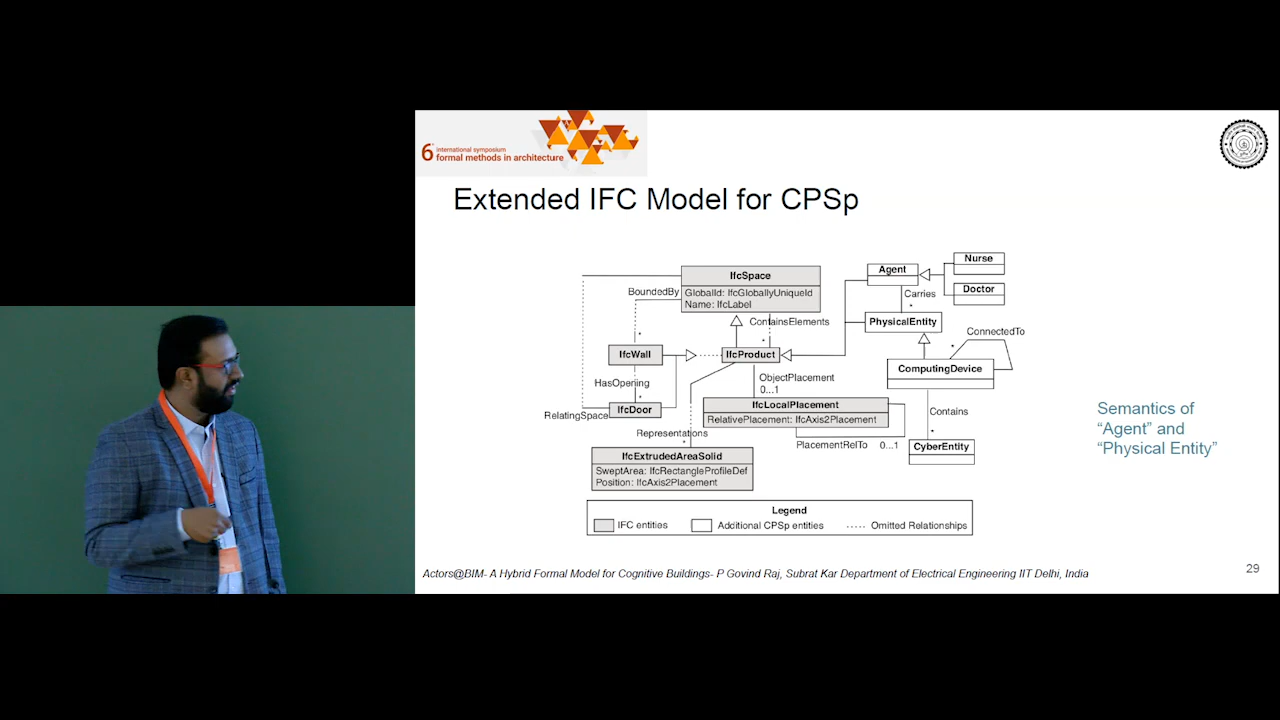 6th international symposium
formal methods in architecture
Extended IFC Model for CPSp
IfcSpace
GlobalId: IfcGloballyUniqueId
Name: IfcLabel
BoundedBy
ContainsElements
Agent
Nurse
Doctor
Carries
*
PhysicalEntity
ConnectedTo
*
IfcWall
*
IfcProduct
*
ComputingDevice
HasOpening
*
ObjectPlacement
0...1
IfcDoor
RelatingSpace
IfcLocalPlacement
RelativePlacement: IfcAxis2Placement
Contains
*
Representations
*
PlacementRelTo 0...1
CyberEntity
IfcExtrudedAreaSolid
SweptArea: IfcRectangleProfileDef
Position: IfcAxis2Placement
Semantics of
“Agent” and
“Physical Entity”
Legend
IFC entities Additional CPSp entities Omitted Relationships
Actors@BIM- A Hybrid Formal Model for Cognitive Buildings- P Govind Raj, Subrat Kar Department of Electrical Engineering IIT Delhi, India
29